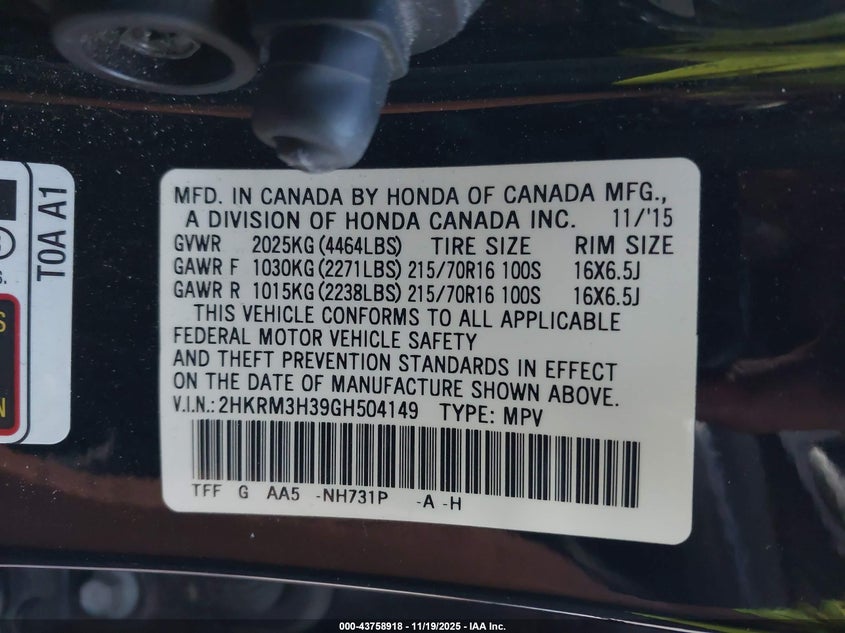 MFD. IN CANADA BY HONDA OF CANADA MFG.,
A DIVISION OF HONDA CANADA INC. 11/'15
GVWR 2025KG (4464LBS) TIRE SIZE RIM SIZE
GAWR F 1030KG (2271LBS) 215/70R16 100S 16X6.5J
GAWR R 1015KG (2238LBS) 215/70R16 100S 16X6.5J
THIS VEHICLE CONFORMS TO ALL APPLICABLE
FEDERAL MOTOR VEHICLE SAFETY
AND THEFT PREVENTION STANDARDS IN EFFECT
ON THE DATE OF MANUFACTURE SHOWN ABOVE.
V.I.N.: 2HKRM3H39GH504149 TYPE: MPV
TFF G AA5 -NH731P -A -H
T0A A1
000-43758918 - 11/19/2025 - IAA Inc.